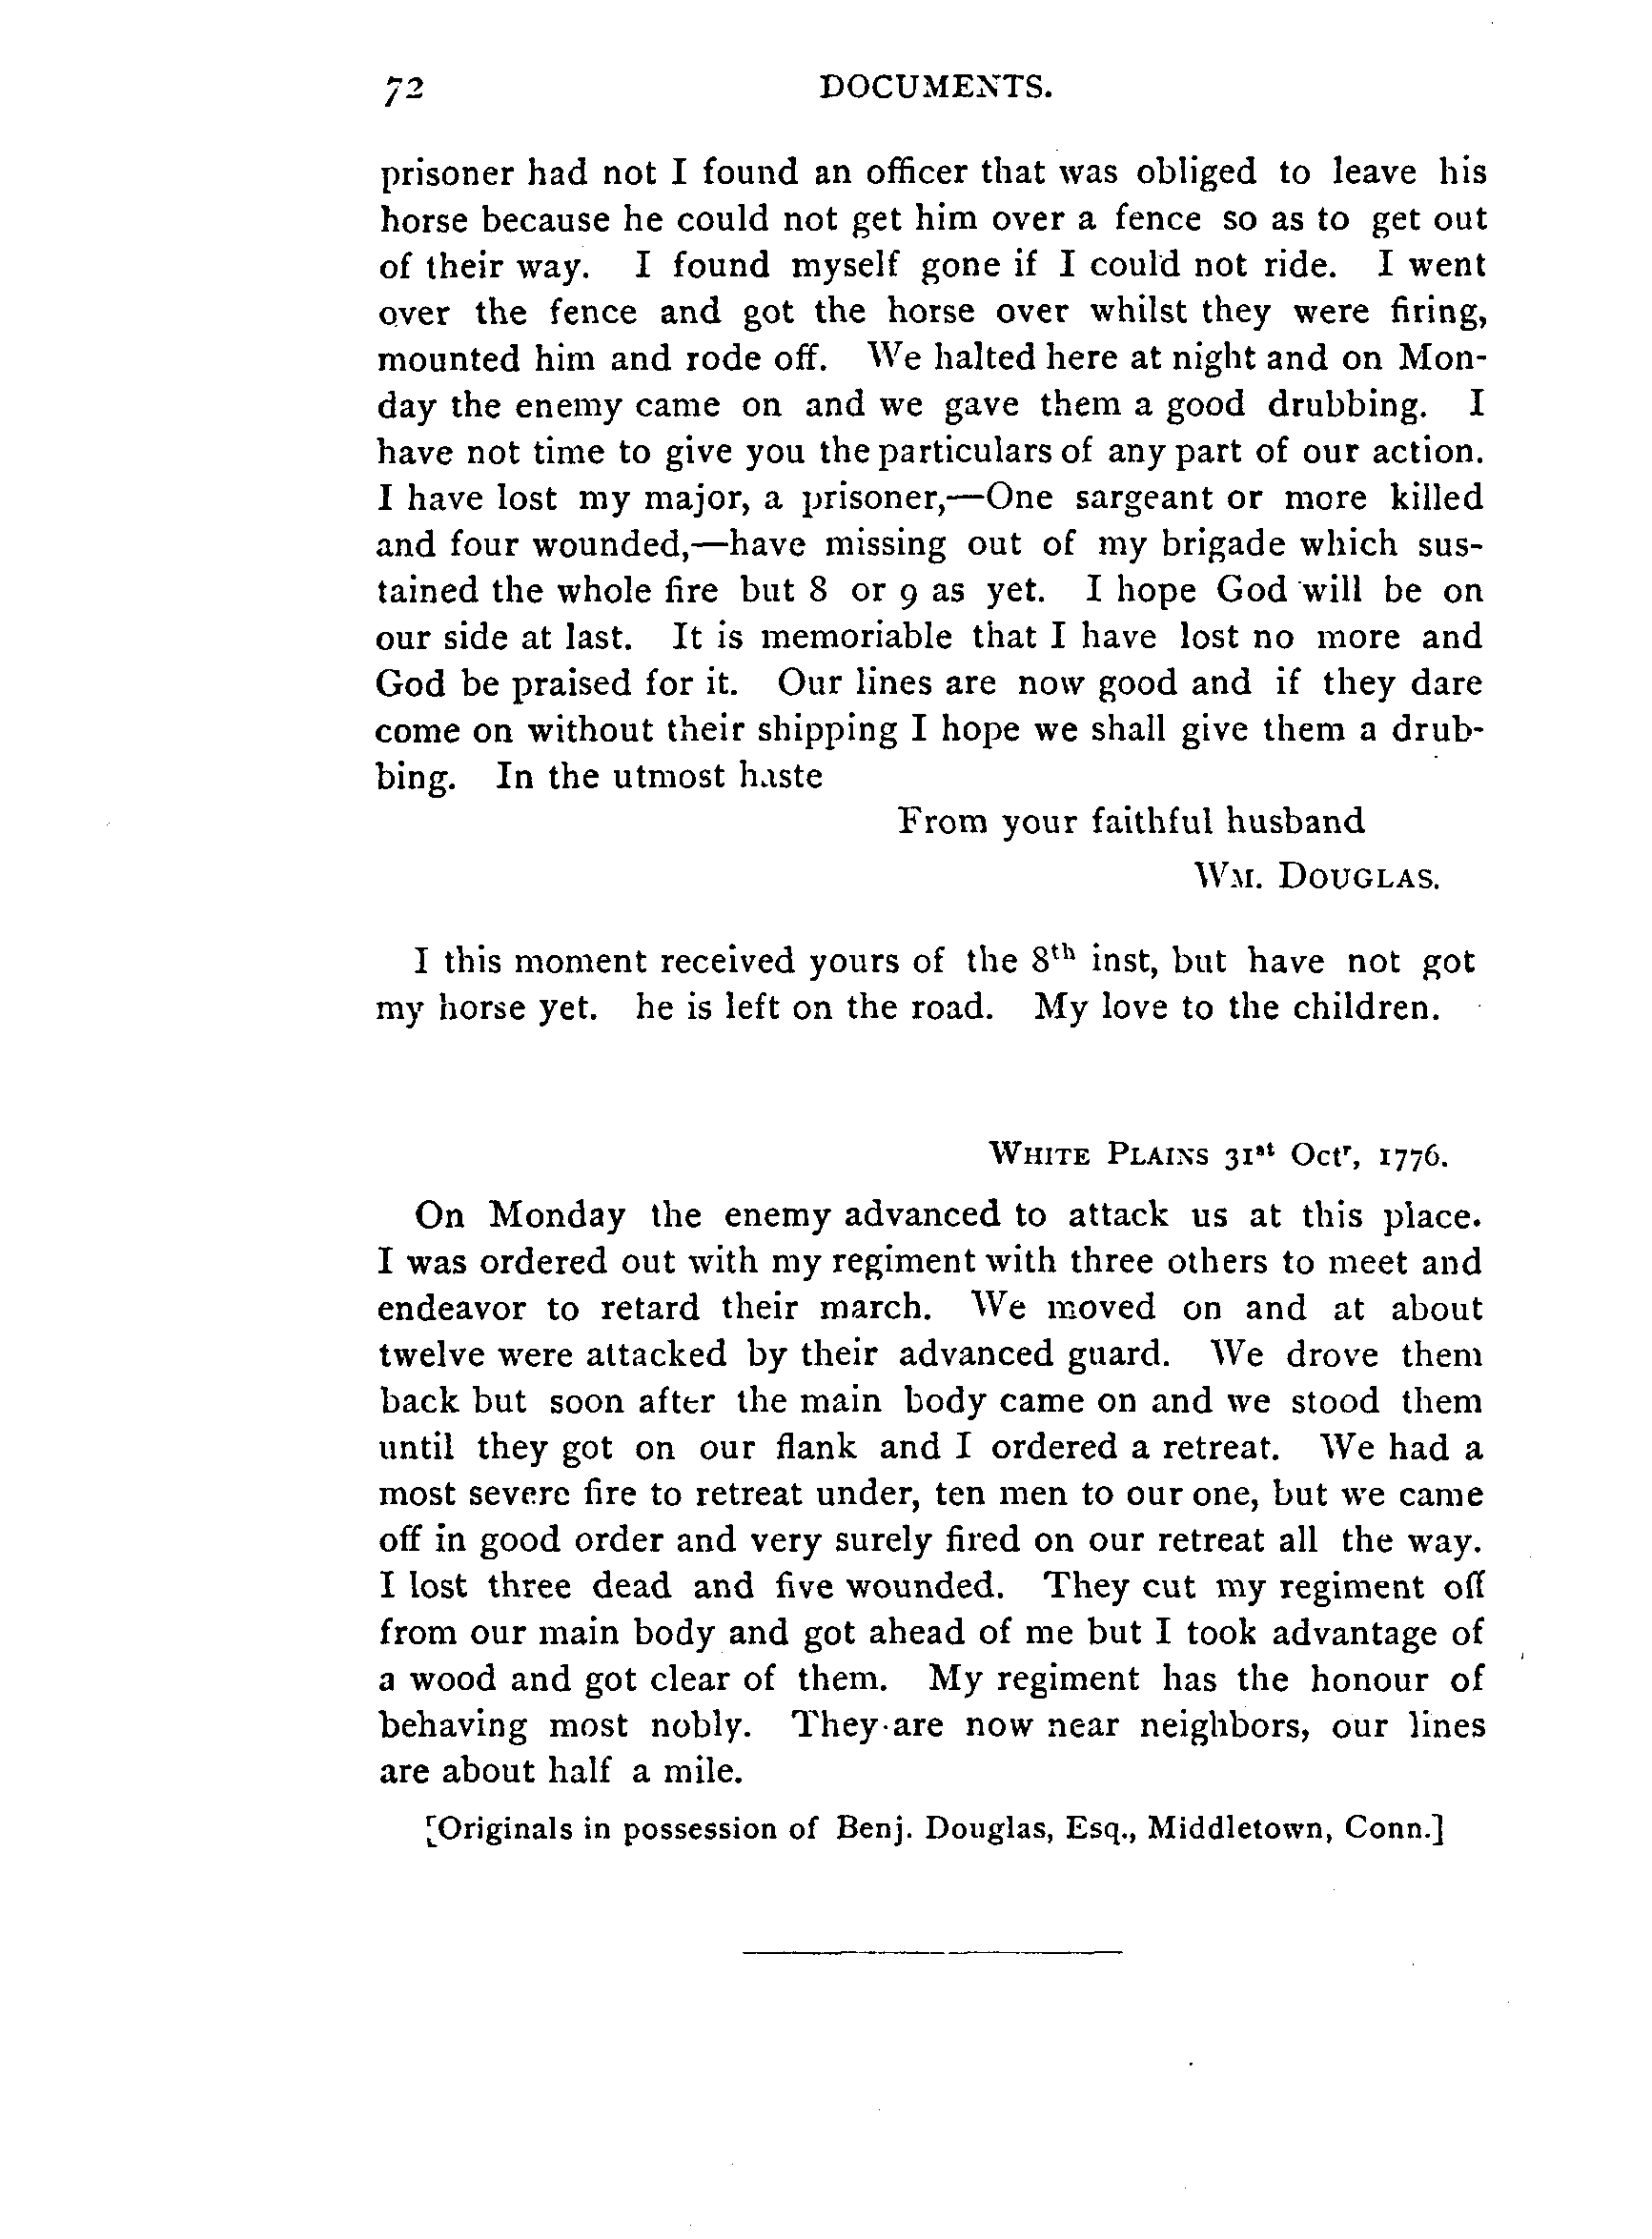 72 DOCUMENTS.
prisoner had not I found an officer that was obliged to leave his
horse because he could not get him over a fence so as to get out
of their way. I found myself gone if I could not ride. I went
over the fence and got the horse over whilst they were firing,
mounted him and rode off. We halted here at night and on Mon-
day the enemy came on and we gave them a good drubbing. I
have not time to give you the particulars of any part of our action.
I have lost my major, a prisoner,—One sargeant or more killed
and four wounded,—have missing out of my brigade which sus-
tained the whole fire but 8 or 9 as yet. I hope God will be on
our side at last. It is memoriable that I have lost no more and
God be praised for it. Our lines are now good and if they dare
come on without their shipping I hope we shall give them a drub-
bing. In the utmost haste
From your faithful husband
WM. DOUGLAS.
I this moment received yours of the 8th inst, but have not got
my horse yet. he is left on the road. My love to the children.
WHITE PLAINS 31st Octr, 1776.
On Monday the enemy advanced to attack us at this place.
I was ordered out with my regiment with three others to meet and
endeavor to retard their march. We moved on and at about
twelve were attacked by their advanced guard. We drove them
back but soon after the main body came on and we stood them
until they got on our flank and I ordered a retreat. We had a
most severe fire to retreat under, ten men to our one, but we came
off in good order and very surely fired on our retreat all the way.
I lost three dead and five wounded. They cut my regiment off
from our main body and got ahead of me but I took advantage of
a wood and got clear of them. My regiment has the honour of
behaving most nobly. They are now near neighbors, our lines
are about half a mile.
[Originals in possession of Benj. Douglas, Esq., Middletown, Conn.]